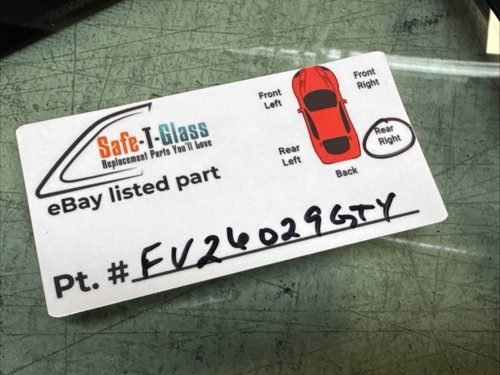 Safe-T-Glass
Replacement Parts You'll Love
eBay listed part
Front
Left
Front
Right
Rear
Left
Rear
Right
Back
Pt. # FV26029GTY